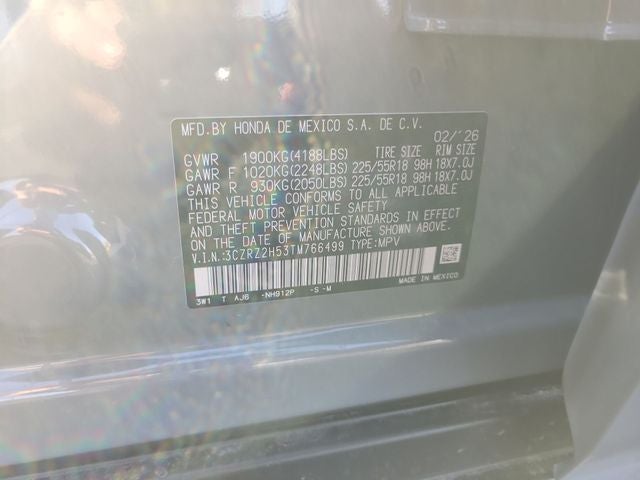 MFD.BY HONDA DE MEXICO S.A. DE C.V. 02/'26
GVWR 1900KG(4188LBS) TIRE SIZE RIM SIZE
GAWR F 1020KG(2248LBS) 225/55R18 98H 18X7.0J
GAWR R 930KG(2050LBS) 225/55R18 98H 18X7.0J
THIS VEHICLE CONFORMS TO ALL APPLICABLE
FEDERAL MOTOR VEHICLE SAFETY
AND THEFT PREVENTION STANDARDS IN EFFECT
ON THE DATE OF MANUFACTURE SHOWN ABOVE.
V.I.N.:3CZRZ2H53TM766499 TYPE:MPV
MADE IN MEXICO
3W1 T AJ6 -NH912P -S -M